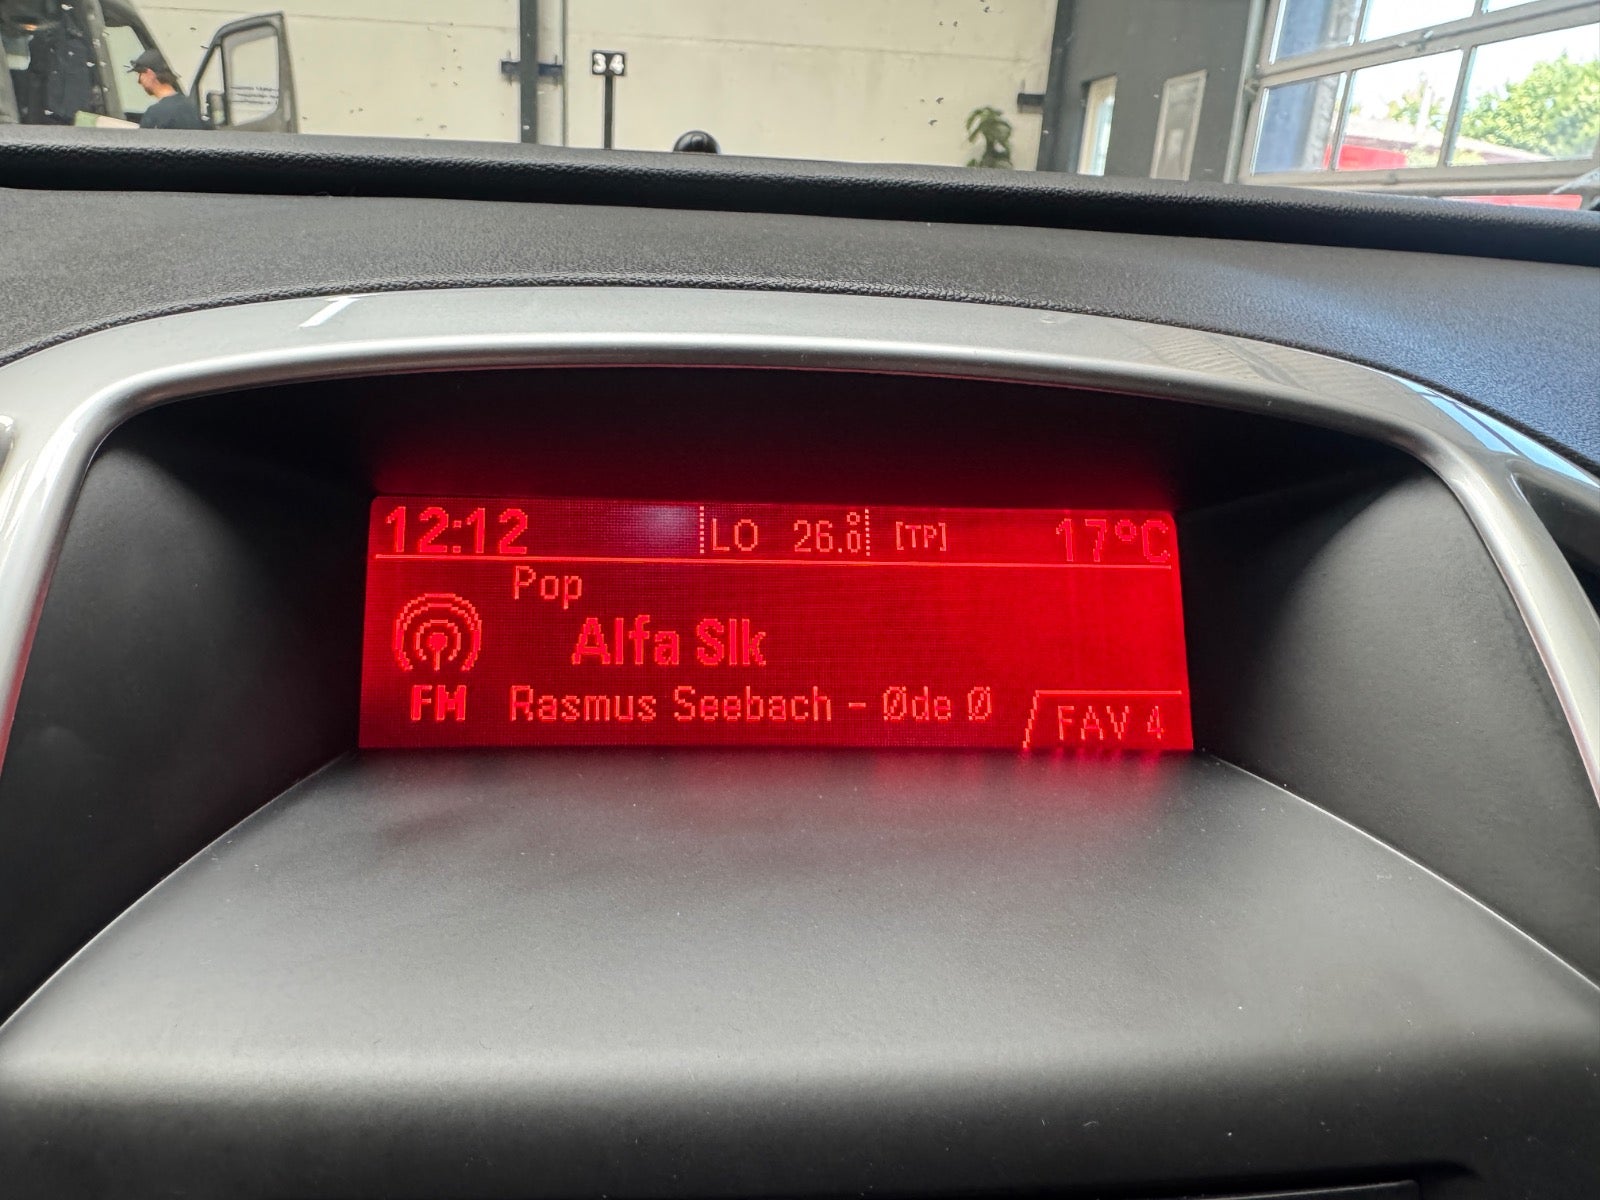 34
12:12 LO 26.0° [TP] 17°C
Pop
Alfa Slk
FM Rasmus Seebach - Øde Ø FAV 4